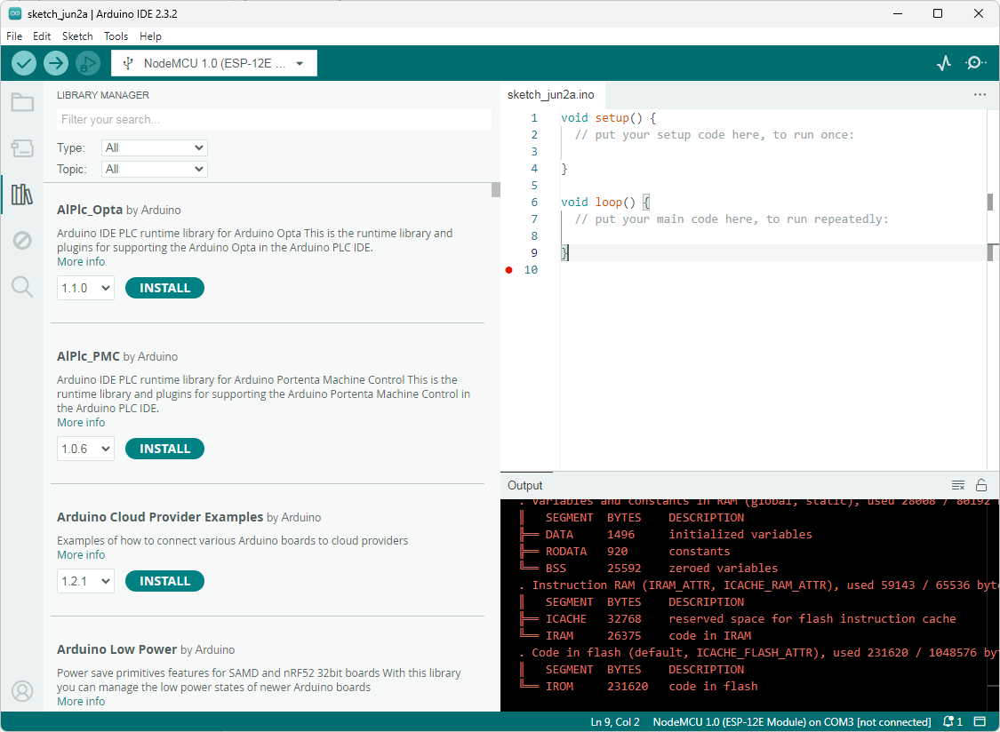 sketch_jun2a | Arduino IDE 2.3.2
File Edit Sketch Tools Help
NodeMCU 1.0 (ESP-12E ...
LIBRARY MANAGER
Filter your search...
Type: All
Topic: All
AlPlc_Opta by Arduino
Arduino IDE PLC runtime library for Arduino Opta This is the runtime library and
plugins for supporting the Arduino Opta in the Arduino PLC IDE.
More info
1.1.0 INSTALL
AlPlc_PMC by Arduino
Arduino IDE PLC runtime library for Arduino Portenta Machine Control This is the
runtime library and plugins for supporting the Arduino Portenta Machine Control in
the Arduino PLC IDE.
More info
1.0.6 INSTALL
Arduino Cloud Provider Examples by Arduino
Examples of how to connect various Arduino boards to cloud providers
More info
1.2.1 INSTALL
Arduino Low Power by Arduino
Power save primitives features for SAMD and nRF52 32bit boards With this library
you can manage the low power states of newer Arduino boards
More info
sketch_jun2a.ino
1 void setup() {
2 // put your setup code here, to run once:
3
4 }
5
6 void loop() {
7 // put your main code here, to run repeatedly:
8
9 }
10
Output
. Variables and constants in RAM (global, static), used 28008 / 80192
║ SEGMENT BYTES DESCRIPTION
╠══ DATA 1496 initialized variables
╠══ RODATA 920 constants
╚══ BSS 25592 zeroed variables
. Instruction RAM (IRAM_ATTR, ICACHE_RAM_ATTR), used 59143 / 65536 byte
║ SEGMENT BYTES DESCRIPTION
╠══ ICACHE 32768 reserved space for flash instruction cache
╚══ IRAM 26375 code in IRAM
. Code in flash (default, ICACHE_FLASH_ATTR), used 231620 / 1048576 by
║ SEGMENT BYTES DESCRIPTION
╚══ IROM 231620 code in flash
Ln 9, Col 2 NodeMCU 1.0 (ESP-12E Module) on COM3 [not connected] 1